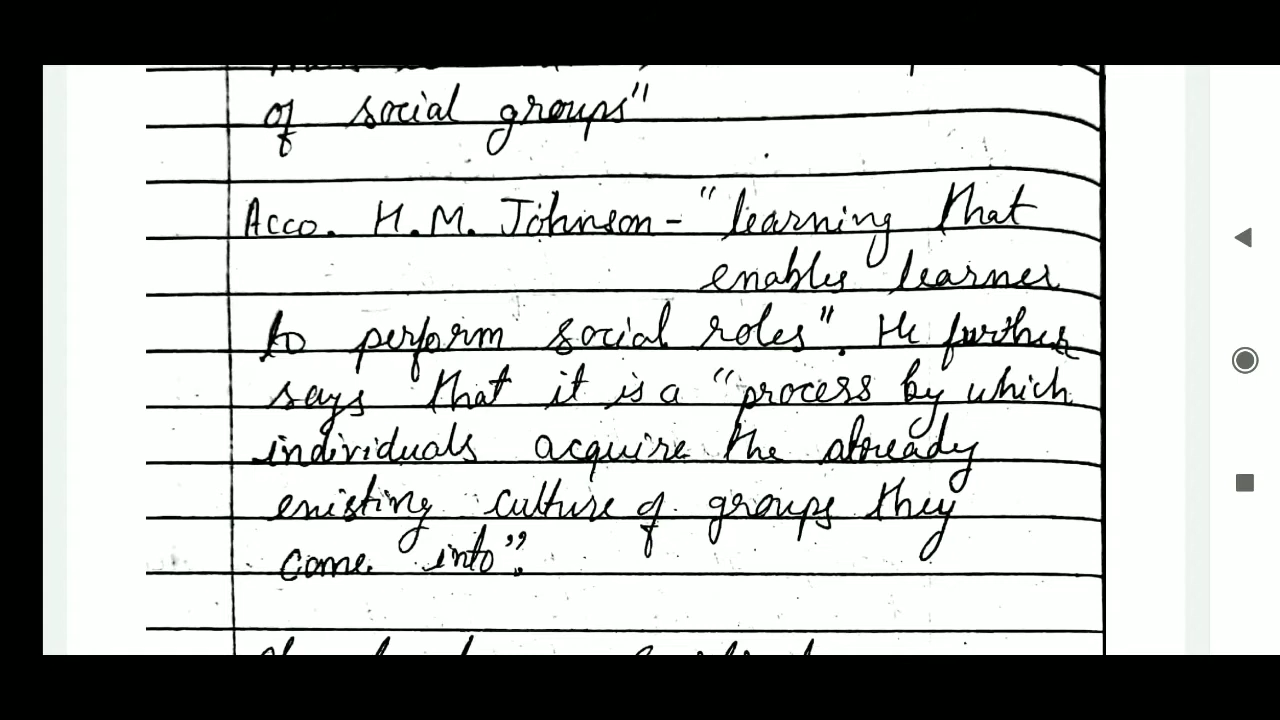 of social groups"
Acco. H.M. Johnson - "learning that
enables learner
to perform social roles". He further
says that it is a "process by which
individuals acquire the already
existing culture of groups they
come into".